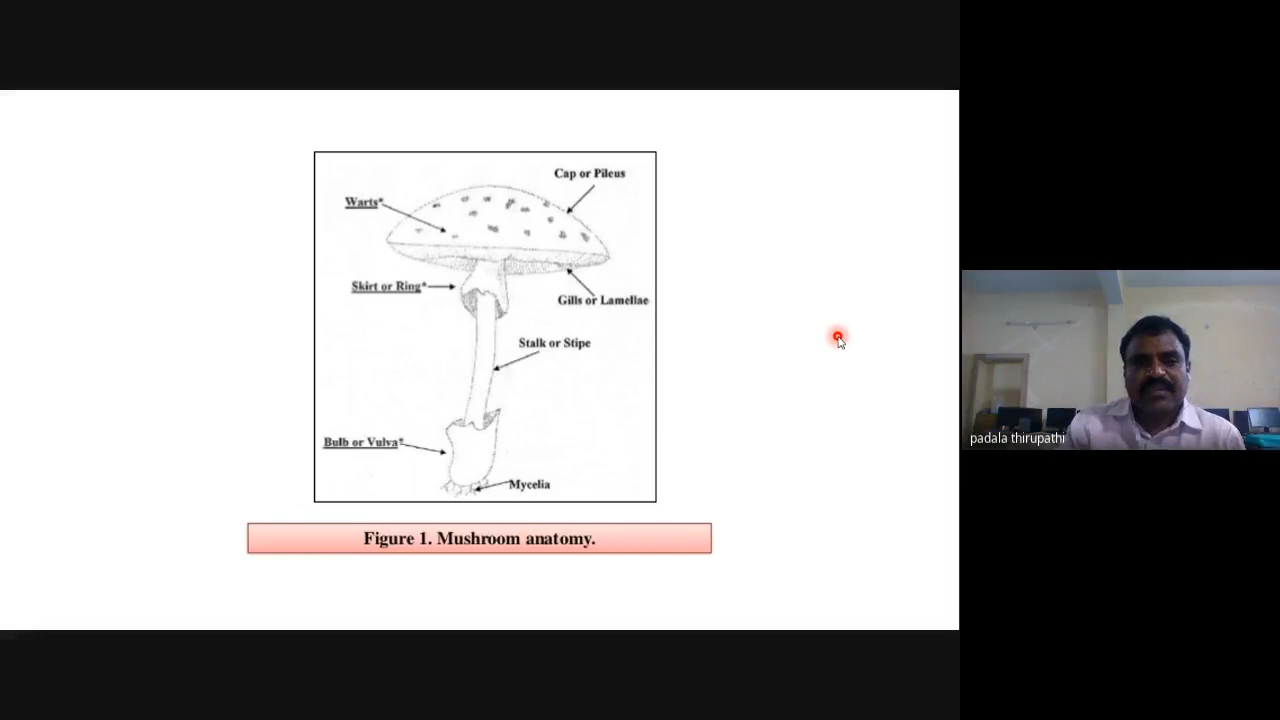 Cap or Pileus
Warts*
Skirt or Ring*
Gills or Lamellae
Stalk or Stipe
Bulb or Vulva*
Mycelia
Figure 1. Mushroom anatomy.
padala thirupathi